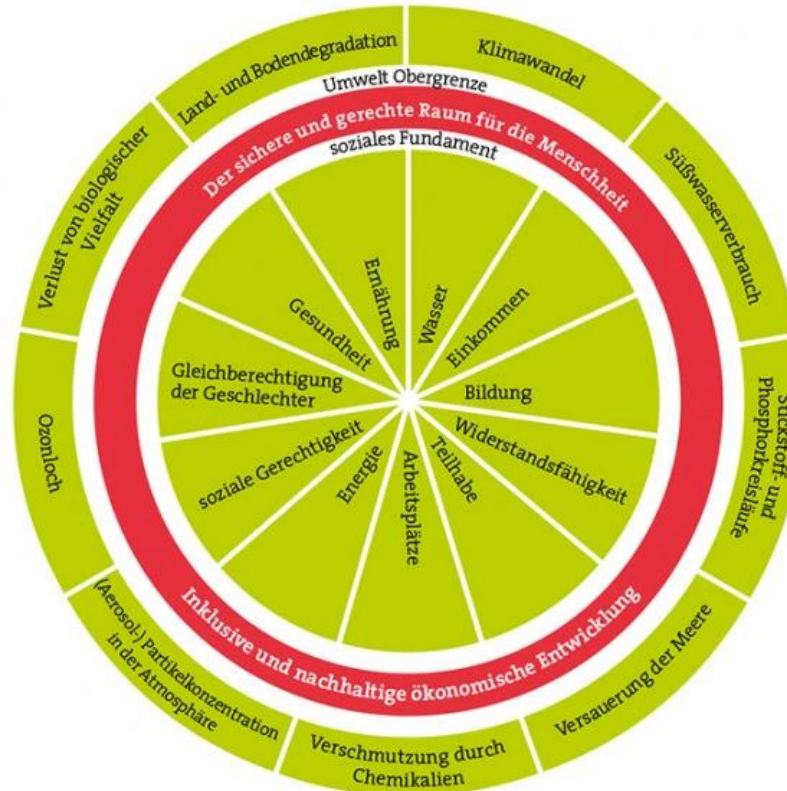 Klimawandel
Süßwasserverbrauch
Stickstoff- und
Phosphorkreisläufe
Versauerung der Meere
Verschmutzung durch
Chemikalien
(Aerosol-) Partikelkonzentration
in der Atmosphäre
Ozonloch
Verlust von biologischer
Vielfalt
Land- und Bodendegradation
Umwelt Obergrenze
Der sichere und gerechte Raum für die Menschheit
soziales Fundament
Wasser
Einkommen
Bildung
Widerstandsfähigkeit
Teilhabe
Arbeitsplätze
Energie
soziale Gerechtigkeit
Gleichberechtigung
der Geschlechter
Gesundheit
Ernährung
Inklusive und nachhaltige ökonomische Entwicklung